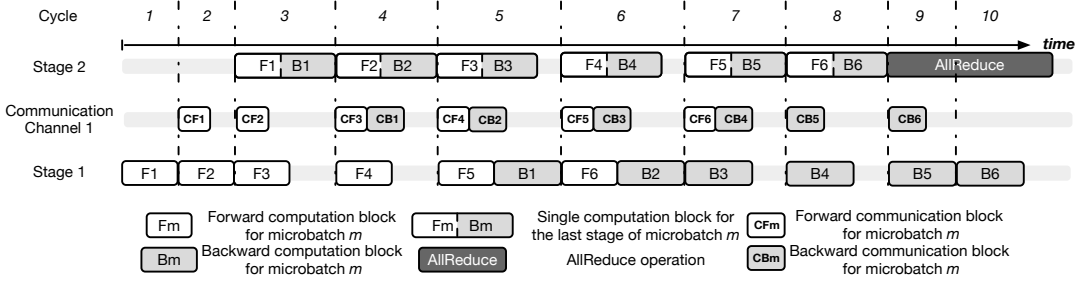 Cycle 1 2 3 4 5 6 7 8 9 10
time
Stage 2 F1 B1 F2 B2 F3 B3 F4 B4 F5 B5 F6 B6 AllReduce
Communication
Channel 1
CF1 CF2 CF3 CB1 CF4 CB2 CF5 CB3 CF6 CB4 CB5 CB6
Stage 1 F1 F2 F3 F4 F5 B1 F6 B2 B3 B4 B5 B6
Fm
Forward computation block
for microbatch m
Fm Bm
Single computation block for
the last stage of microbatch m
CFm
Forward communication block
for microbatch m
Bm
Backward computation block
for microbatch m
AllReduce
AllReduce operation
CBm
Backward communication block
for microbatch m